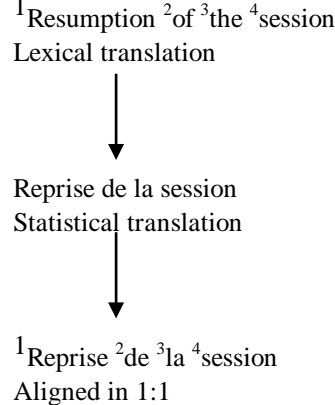 ¹Resumption ²of ³the ⁴session
Lexical translation
Reprise de la session
Statistical translation
¹Reprise ²de ³la ⁴session
Aligned in 1:1